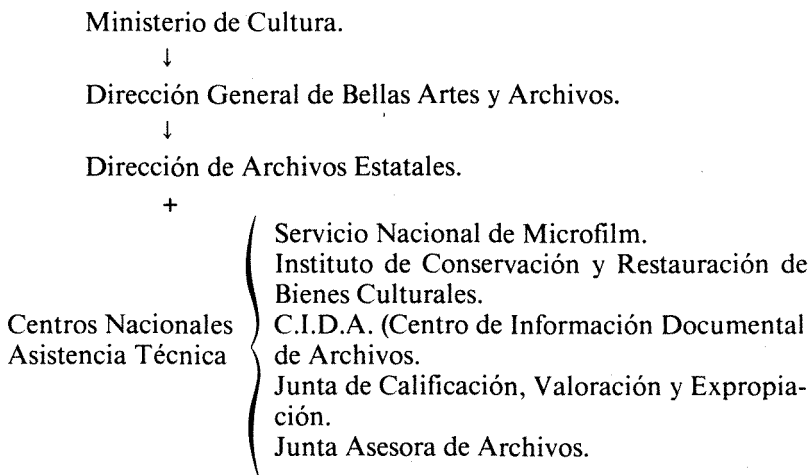 Ministerio de Cultura.
↓
Dirección General de Bellas Artes y Archivos.
↓
Dirección de Archivos Estatales.
+
Centros Nacionales
Asistencia Técnica
Servicio Nacional de Microfilm.
Instituto de Conservación y Restauración de
Bienes Culturales.
C.I.D.A. (Centro de Información Documental
de Archivos.
Junta de Calificación, Valoración y Expropia-
ción.
Junta Asesora de Archivos.